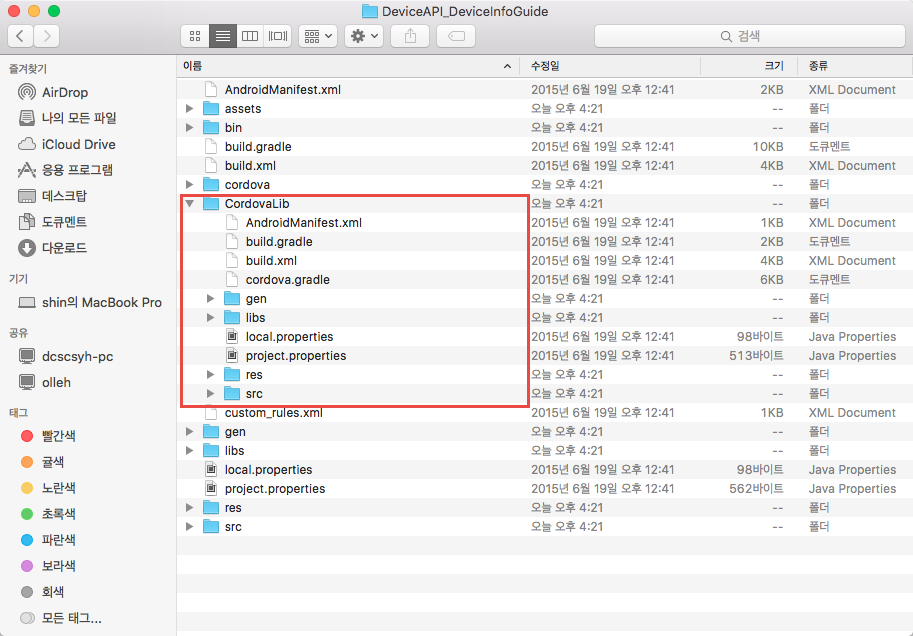 DeviceAPI_DeviceInfoGuide
검색
즐겨찾기
AirDrop
나의 모든 파일
iCloud Drive
응용 프로그램
데스크탑
도큐멘트
다운로드
기기
shin의 MacBook Pro
공유
dcscsyh-pc
olleh
태그
빨간색
귤색
노란색
초록색
파란색
보라색
회색
모든 태그...
이름 수정일 크기 종류
AndroidManifest.xml 2015년 6월 19일 오후 12:41 2KB XML Document
assets 오늘 오후 4:21 -- 폴더
bin 오늘 오후 4:21 -- 폴더
build.gradle 2015년 6월 19일 오후 12:41 10KB 도큐멘트
build.xml 2015년 6월 19일 오후 12:41 4KB XML Document
cordova 오늘 오후 4:21 -- 폴더
CordovaLib 오늘 오후 4:21 -- 폴더
AndroidManifest.xml 2015년 6월 19일 오후 12:41 1KB XML Document
build.gradle 2015년 6월 19일 오후 12:41 2KB 도큐멘트
build.xml 2015년 6월 19일 오후 12:41 4KB XML Document
cordova.gradle 2015년 6월 19일 오후 12:41 6KB 도큐멘트
gen 오늘 오후 4:21 -- 폴더
libs 오늘 오후 4:21 -- 폴더
local.properties 2015년 6월 19일 오후 12:41 98바이트 Java Properties
project.properties 2015년 6월 19일 오후 12:41 513바이트 Java Properties
res 오늘 오후 4:21 -- 폴더
src 오늘 오후 4:21 -- 폴더
custom_rules.xml 2015년 6월 19일 오후 12:41 1KB XML Document
gen 오늘 오후 4:21 -- 폴더
libs 오늘 오후 4:21 -- 폴더
local.properties 2015년 6월 19일 오후 12:41 98바이트 Java Properties
project.properties 2015년 6월 19일 오후 12:41 562바이트 Java Properties
res 오늘 오후 4:21 -- 폴더
src 오늘 오후 4:21 -- 폴더